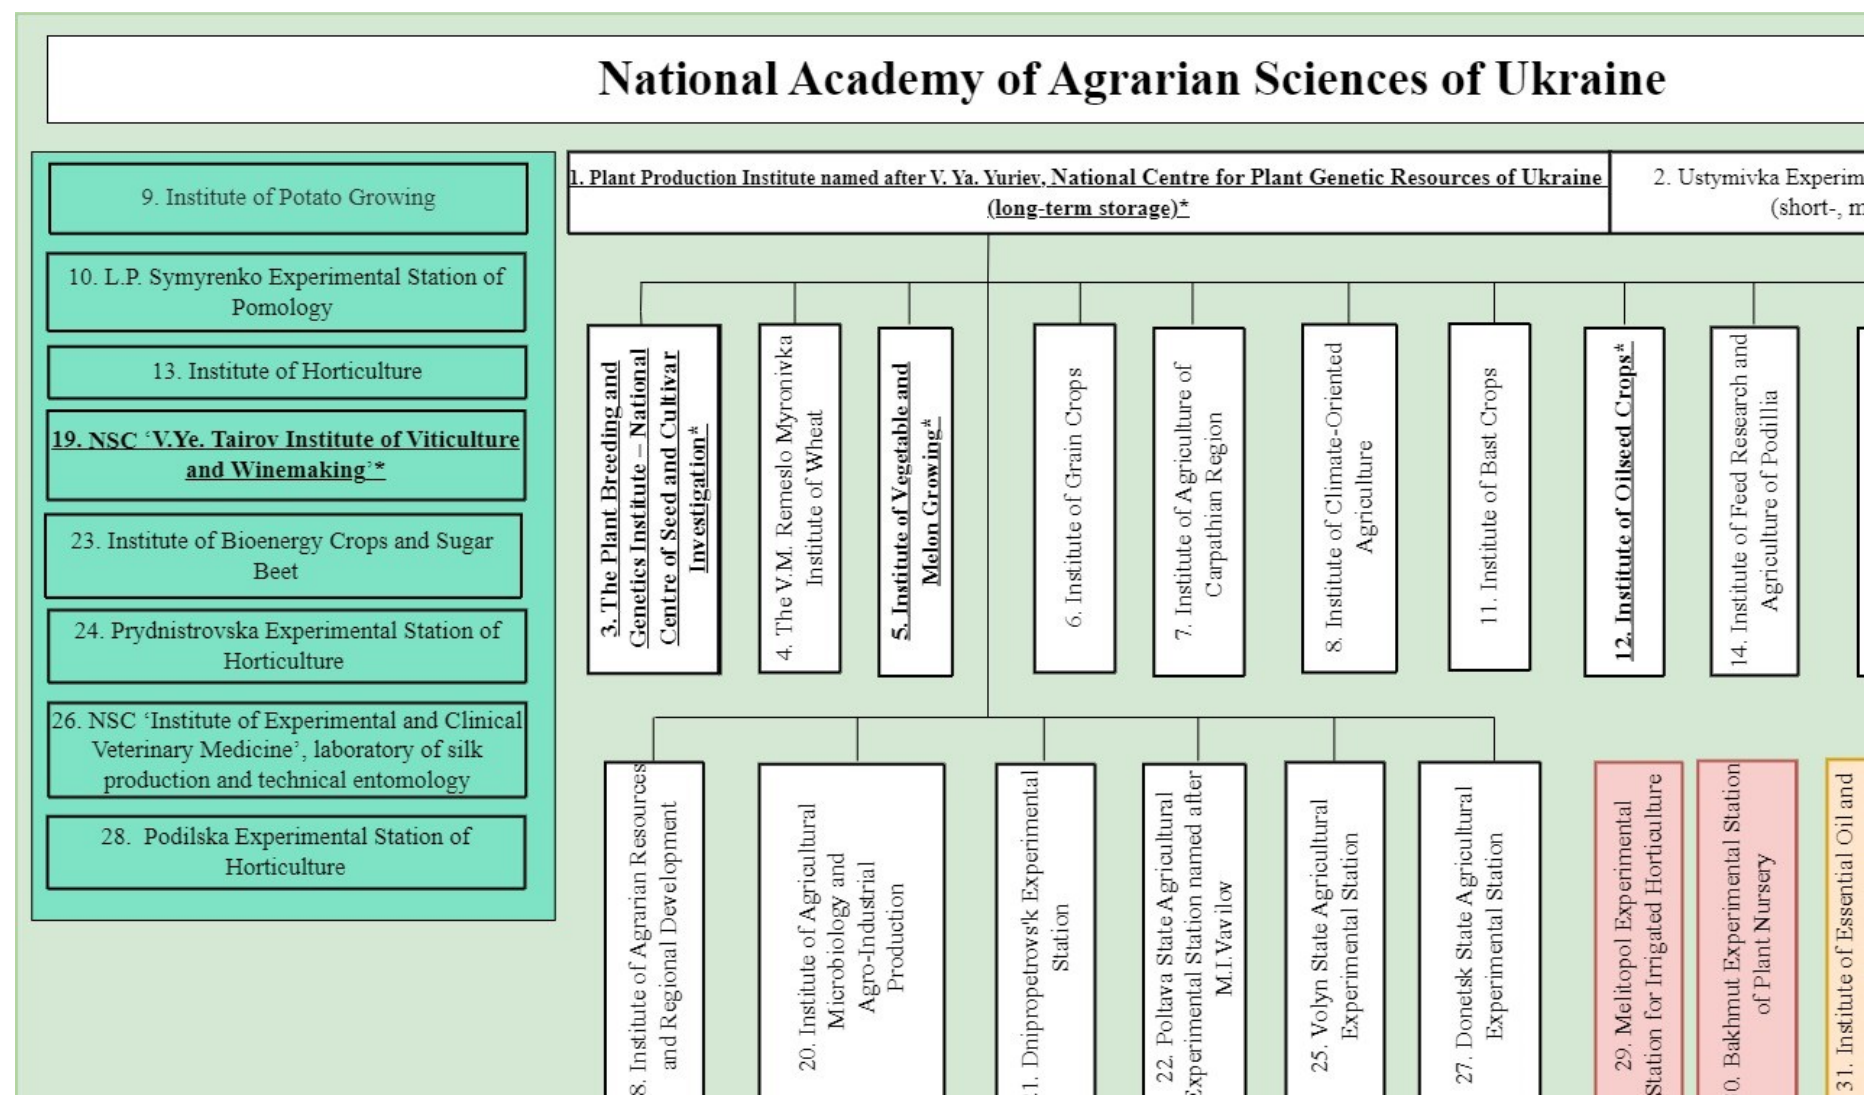 National Academy of Agrarian Sciences of Ukraine
9. Institute of Potato Growing
10. L.P. Symyrenko Experimental Station of
Pomology
13. Institute of Horticulture
19. NSC ‘V.Ye. Tairov Institute of Viticulture
and Winemaking’*
23. Institute of Bioenergy Crops and Sugar
Beet
24. Prydnistrovska Experimental Station of
Horticulture
26. NSC ‘Institute of Experimental and Clinical
Veterinary Medicine’, laboratory of silk
production and technical entomology
28. Podilska Experimental Station of
Horticulture
1. Plant Production Institute named after V. Ya. Yuriev, National Centre for Plant Genetic Resources of Ukraine
(long-term storage)*
2. Ustymivka
(short-,
3. The Plant Breeding and
Genetics Institute – National
Centre of Seed and Cultivar
Investigation*
4. The V.M. Remeslo Myronivka
Institute of Wheat
5. Institute of Vegetable and
Melon Growing*
6. Institute of Grain Crops
7. Institute of Agriculture of
Carpathian Region
8. Institute of Climate-Oriented
Agriculture
11. Institute of Bast Crops
12. Institute of Oilseed Crops*
14. Institute of Feed Research and
Agriculture of Podillia
8. Institute of Agrarian Resources
and Regional Development
20. Institute of Agricultural
Microbiology and
Agro-Industrial
Production
1. Dnipropetrovs'k Experimental
Station
22. Poltava State Agricultural
Experimental Station named after
M.I.Vavilov
25. Volyn State Agricultural
Experimental Station
27. Donetsk State Agricultural
Experimental Station
29. Melitopol Experimental
Station for Irrigated Horticulture
0. Bakhmut Experimental Station
of Plant Nursery
31. Institute of Essential Oil and